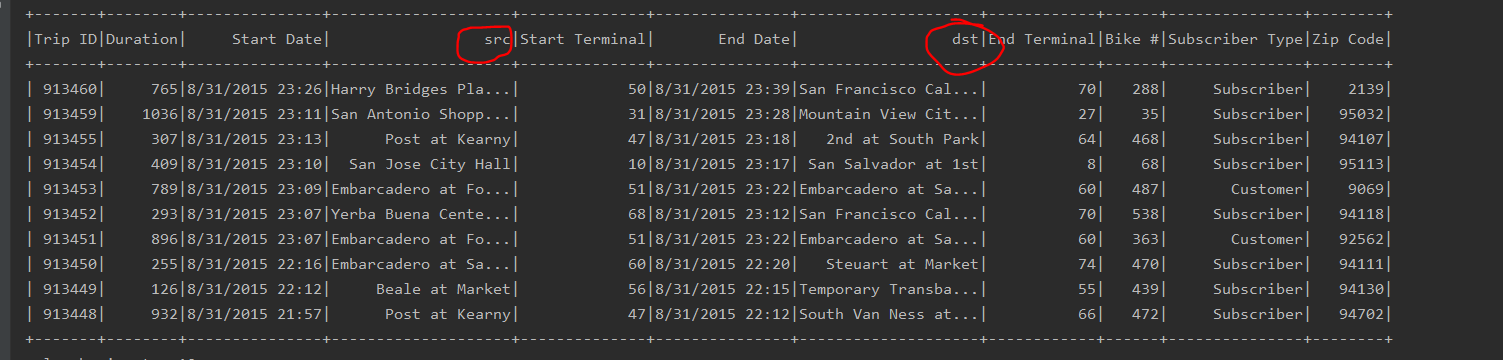 +-------+--------+---------------+--------------------+--------------+---------------+--------------------+------------+------+---------------+--------+
|Trip ID|Duration|     Start Date|                 src|Start Terminal|       End Date|                 dst|End Terminal|Bike #|Subscriber Type|Zip Code|
+-------+--------+---------------+--------------------+--------------+---------------+--------------------+------------+------+---------------+--------+
| 913460|     765|8/31/2015 23:26|Harry Bridges Pla...|            50|8/31/2015 23:39|San Francisco Cal...|          70|   288|     Subscriber|    2139|
| 913459|    1036|8/31/2015 23:11|San Antonio Shopp...|            31|8/31/2015 23:28|Mountain View Cit...|          27|    35|     Subscriber|   95032|
| 913455|     307|8/31/2015 23:13|      Post at Kearny|            47|8/31/2015 23:18|   2nd at South Park|          64|   468|     Subscriber|   94107|
| 913454|     409|8/31/2015 23:10|  San Jose City Hall|            10|8/31/2015 23:17| San Salvador at 1st|           8|    68|     Subscriber|   95113|
| 913453|     789|8/31/2015 23:09|Embarcadero at Fo...|            51|8/31/2015 23:22|Embarcadero at Sa...|          60|   487|       Customer|    9069|
| 913452|     293|8/31/2015 23:07|Yerba Buena Cente...|            68|8/31/2015 23:12|San Francisco Cal...|          70|   538|     Subscriber|   94118|
| 913451|     896|8/31/2015 23:07|Embarcadero at Fo...|            51|8/31/2015 23:22|Embarcadero at Sa...|          60|   363|       Customer|   92562|
| 913450|     255|8/31/2015 22:16|Embarcadero at Sa...|            60|8/31/2015 22:20|   Steuart at Market|          74|   470|     Subscriber|   94111|
| 913449|     126|8/31/2015 22:12|     Beale at Market|            56|8/31/2015 22:15|Temporary Transba...|          55|   439|     Subscriber|   94130|
| 913448|     932|8/31/2015 21:57|      Post at Kearny|            47|8/31/2015 22:12|South Van Ness at...|          66|   472|     Subscriber|   94702|
+-------+--------+---------------+--------------------+--------------+---------------+--------------------+------------+------+---------------+--------+